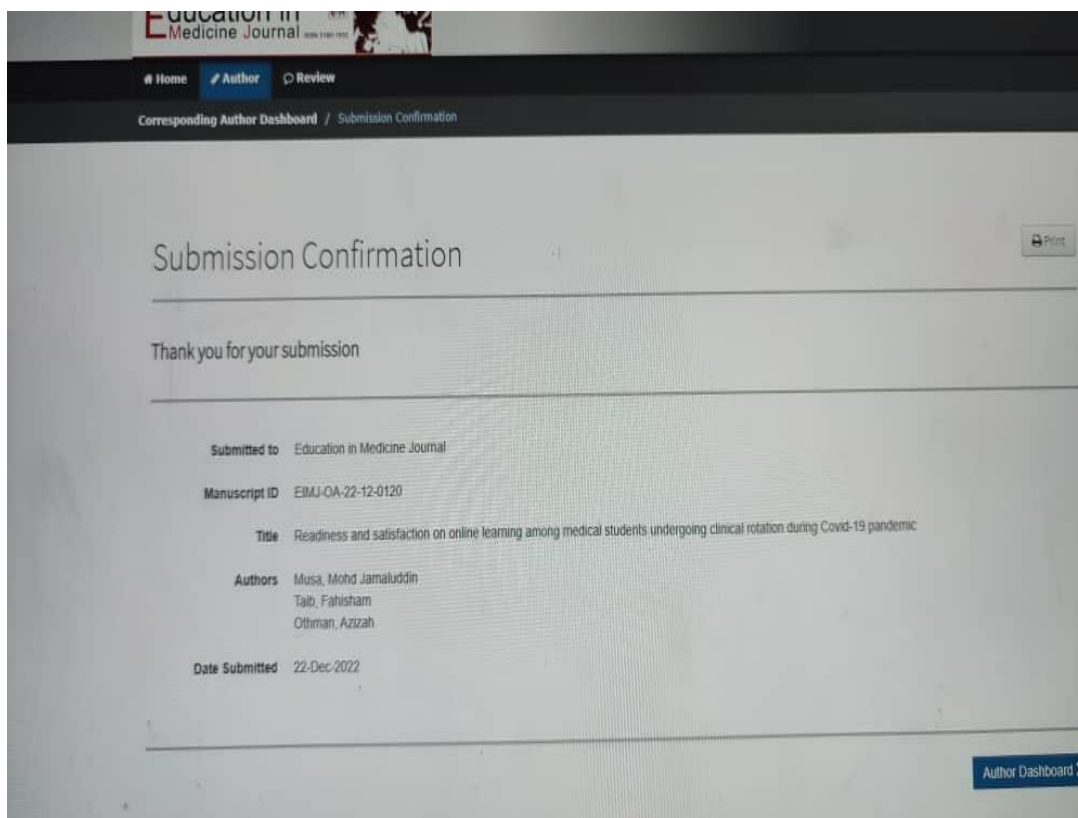 Education in
Medicine Journal
Home Author Review
Corresponding Author Dashboard / Submission Confirmation
Submission Confirmation
Print
Thank you for your submission
Submitted to Education in Medicine Journal
Manuscript ID EIMJ-OA-22-12-0120
Title Readiness and satisfaction on online learning among medical students undergoing clinical rotation during Covid-19 pandemic
Authors Musa, Mohd Jamaluddin
Taib, Fahisham
Othman, Azizah
Date Submitted 22-Dec-2022
Author Dashboard